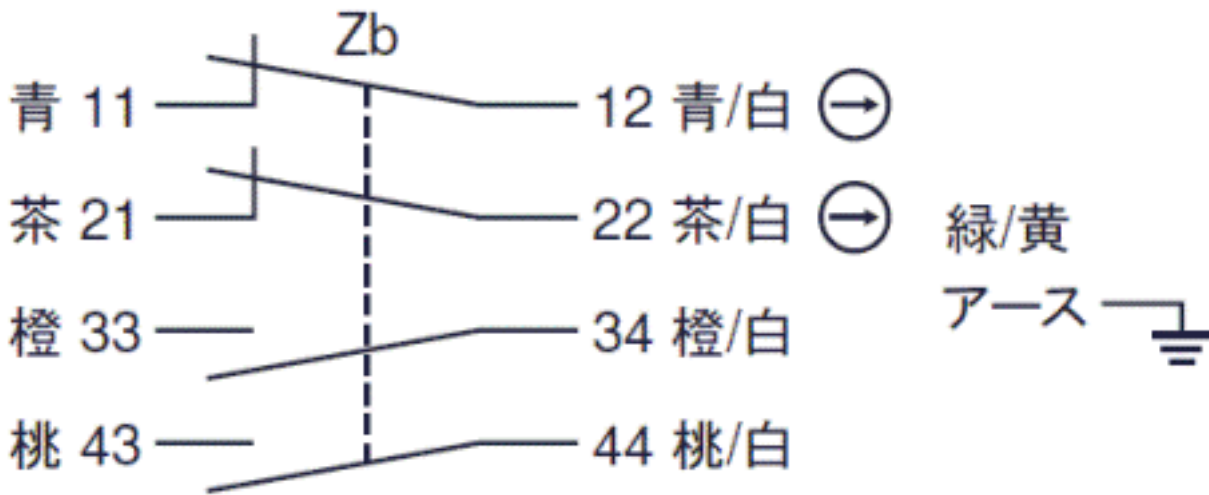 Zb
青 11 12 青/白
茶 21 22 茶/白
緑/黄
アース
橙 33 34 橙/白
桃 43 44 桃/白